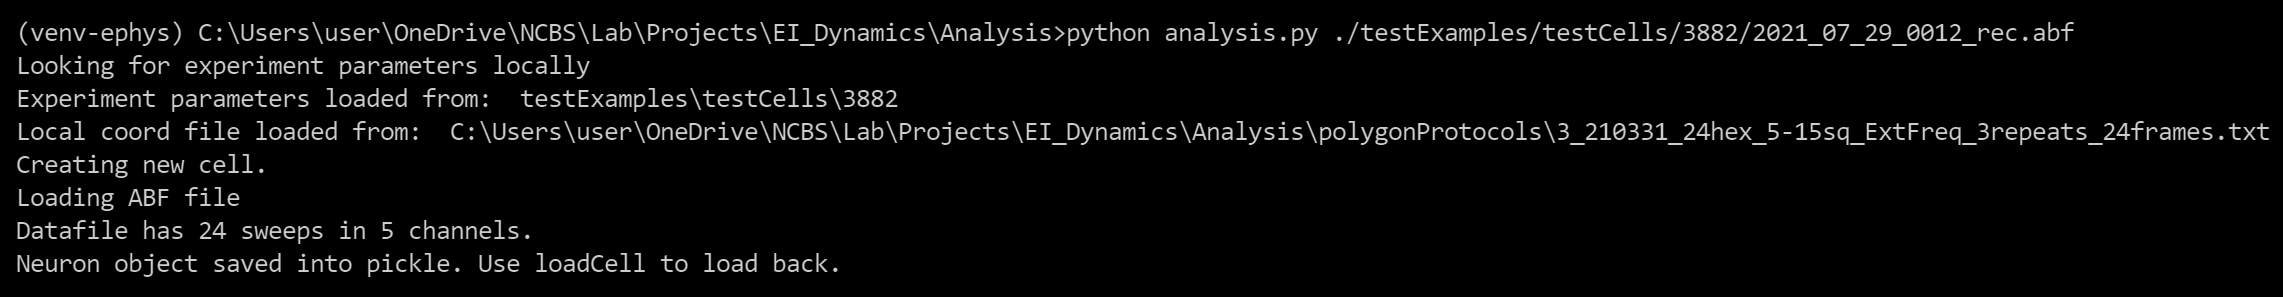 (venv-ephys) C:\Users\user\OneDrive\NCBS\Lab\Projects\EI_Dynamics\Analysis>python analysis.py ./testExamples/testCells/3882/2021_07_29_0012_rec.abf
Looking for experiment parameters locally
Experiment parameters loaded from:  testExamples\testCells\3882
Local coord file loaded from:  C:\Users\user\OneDrive\NCBS\Lab\Projects\EI_Dynamics\Analysis\polygonProtocols\3_210331_24hex_5-15sq_ExtFreq_3repeats_24frames.txt
Creating new cell.
Loading ABF file
Datafile has 24 sweeps in 5 channels.
Neuron object saved into pickle. Use loadCell to load back.